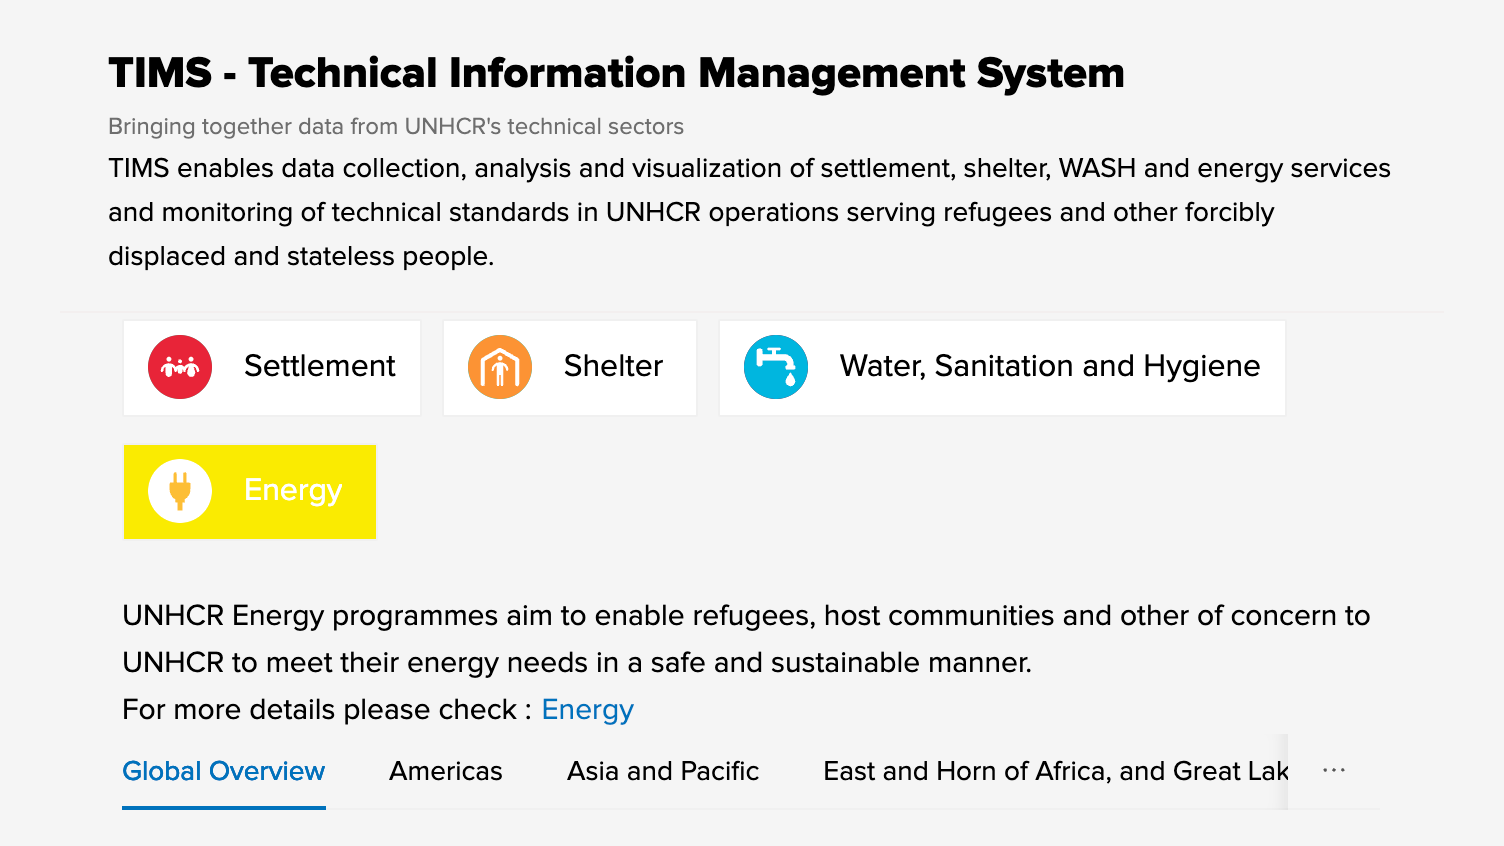 TIMS - Technical Information Management System
Bringing together data from UNHCR's technical sectors
TIMS enables data collection, analysis and visualization of settlement, shelter, WASH and energy services
and monitoring of technical standards in UNHCR operations serving refugees and other forcibly
displaced and stateless people.
Settlement Shelter Water, Sanitation and Hygiene
Energy
UNHCR Energy programmes aim to enable refugees, host communities and other of concern to
UNHCR to meet their energy needs in a safe and sustainable manner.
For more details please check : Energy
Global Overview Americas Asia and Pacific East and Horn of Africa, and Great Lak ···